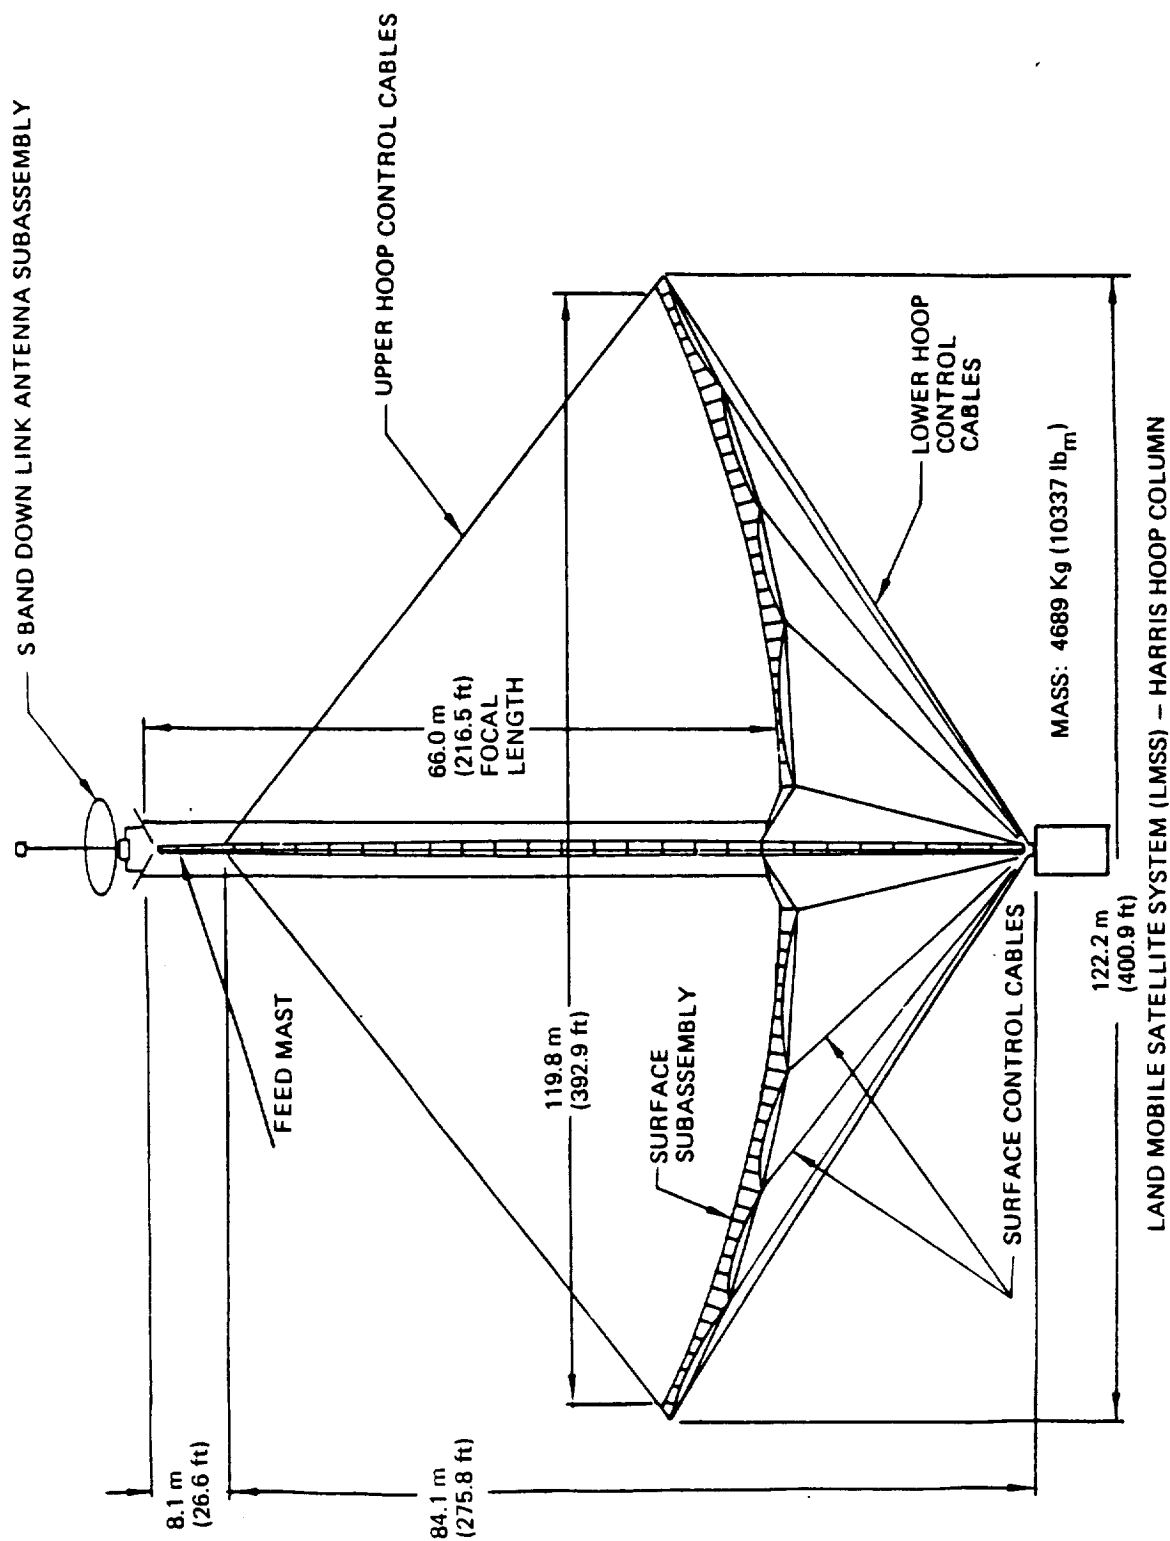 S BAND DOWN LINK ANTENNA SUBASSEMBLY
UPPER HOOP CONTROL CABLES
8.1 m
(26.6 ft)
FEED MAST
66.0 m
(216.5 ft)
FOCAL
LENGTH
119.8 m
(392.9 ft)
84.1 m
(275.8 ft)
SURFACE
SUBASSEMBLY
LOWER HOOP
CONTROL
CABLES
SURFACE CONTROL CABLES
MASS: 4689 Kg (10337 lbm)
122.2 m
(400.9 ft)
LAND MOBILE SATELLITE SYSTEM (LMSS) – HARRIS HOOP COLUMN